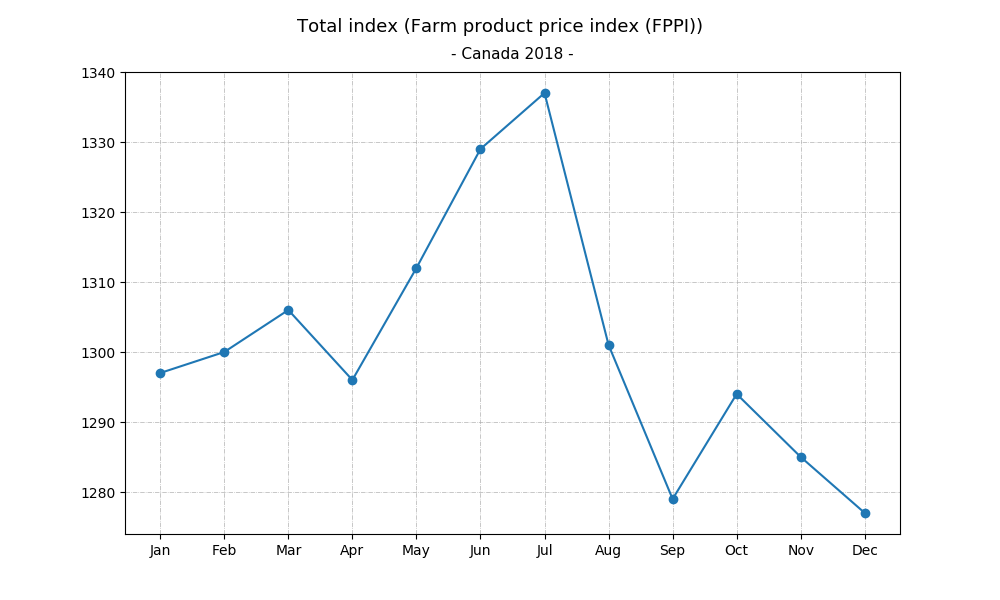 Total index (Farm product price index (FPPI))
- Canada 2018 -
1340
1330
1320
1310
1300
1290
1280
Jan Feb Mar Apr May Jun Jul Aug Sep Oct Nov Dec